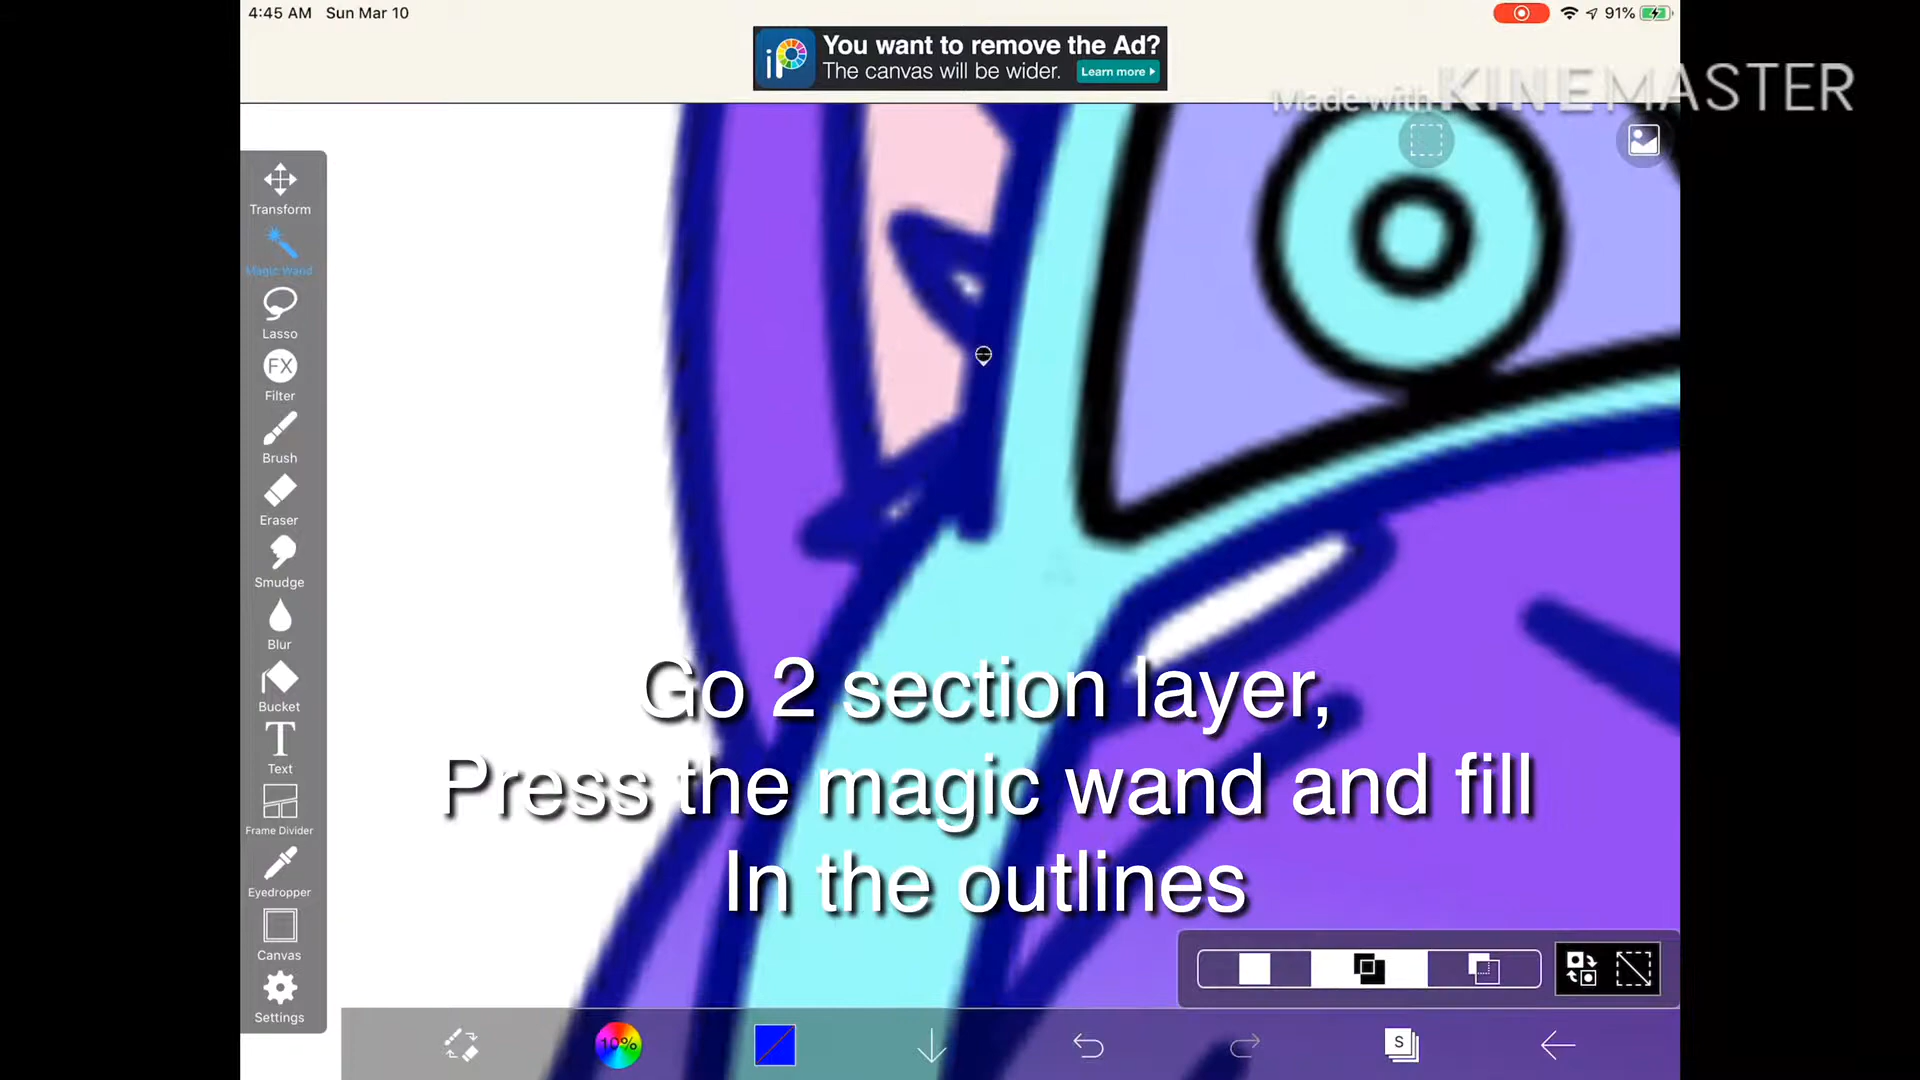 4:45 AM Sun Mar 10
91%
iP
You want to remove the Ad?
The canvas will be wider. Learn more
Made with KINEMASTER
Transform
Magic Wand
Lasso
FX
Filter
Brush
Eraser
Smudge
Blur
Bucket
T
Text
Frame Divider
Eyedropper
Canvas
Settings
Go 2 section layer,
Press the magic wand and fill
In the outlines
10%
S